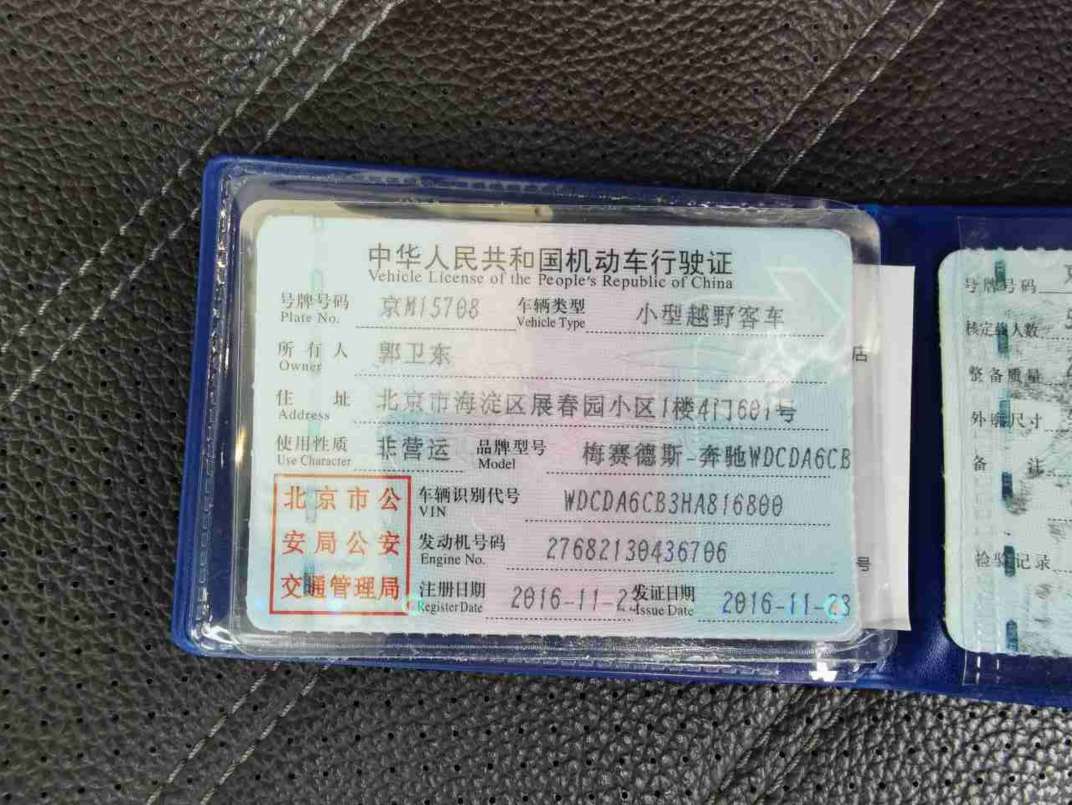 中华人民共和国机动车行驶证
Vehicle License of the People's Republic of China
号牌号码 京M15708 车辆类型 小型越野客车
Plate No. Vehicle Type
所有人 郭卫东
Owner
住址 北京市海淀区展春园小区1楼4门601号
Address
使用性质 非营运 品牌型号 梅赛德斯-奔驰WDCDA6CB
Use Character Model
北京市公
安局公安
交通管理局
车辆识别代号 WDCDA6CB3HA816800
VIN
发动机号码 27682130436706
Engine No.
注册日期 2016-11-2 发证日期 2016-11-23
Register Date Issue Date
店
号
号牌号码
核定载人数
整备质量
外廓尺寸
备注
检验记录